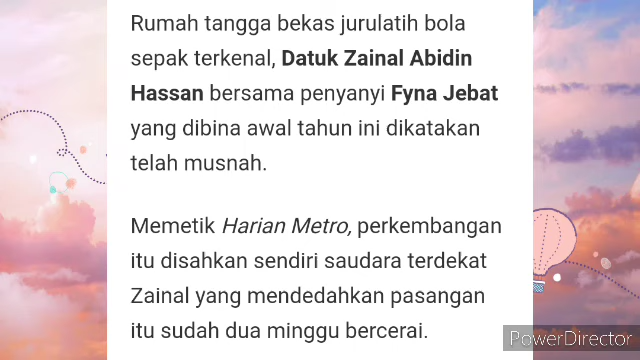 Rumah tangga bekas jurulatih bola
sepak terkenal, Datuk Zainal Abidin
Hassan bersama penyanyi Fyna Jebat
yang dibina awal tahun ini dikatakan
telah musnah.
Memetik Harian Metro, perkembangan
itu disahkan sendiri saudara terdekat
Zainal yang mendedahkan pasangan
itu sudah dua minggu bercerai.
PowerDirector